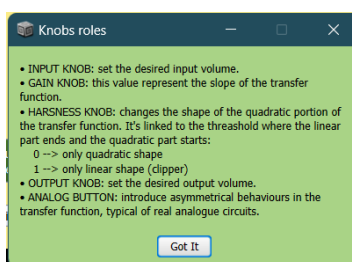 Knobs roles
• INPUT KNOB: set the desired input volume.
• GAIN KNOB: this value represent the slope of the transfer
function.
• HARSNESS KNOB: changes the shape of the quadratic portion of
the transfer function. It's linked to the threashold where the linear
part ends and the quadratic part starts:
0 --> only quadratic shape
1 --> only linear shape (clipper)
• OUTPUT KNOB: set the desired output volume.
• ANALOG BUTTON: introduce asymmetrical behaviours in the
transfer function, typical of real analogue circuits.
Got It